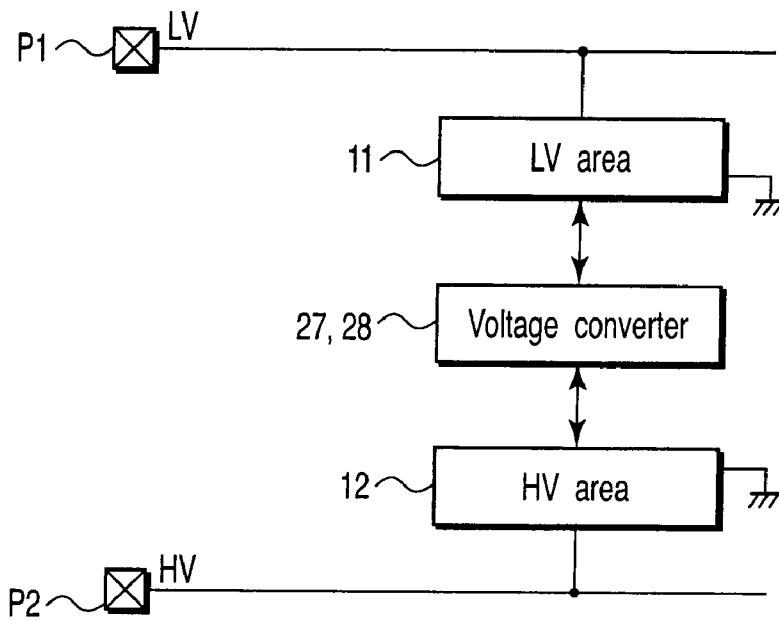 P1
LV
11
LV area
27, 28
Voltage converter
12
HV area
HV
P2